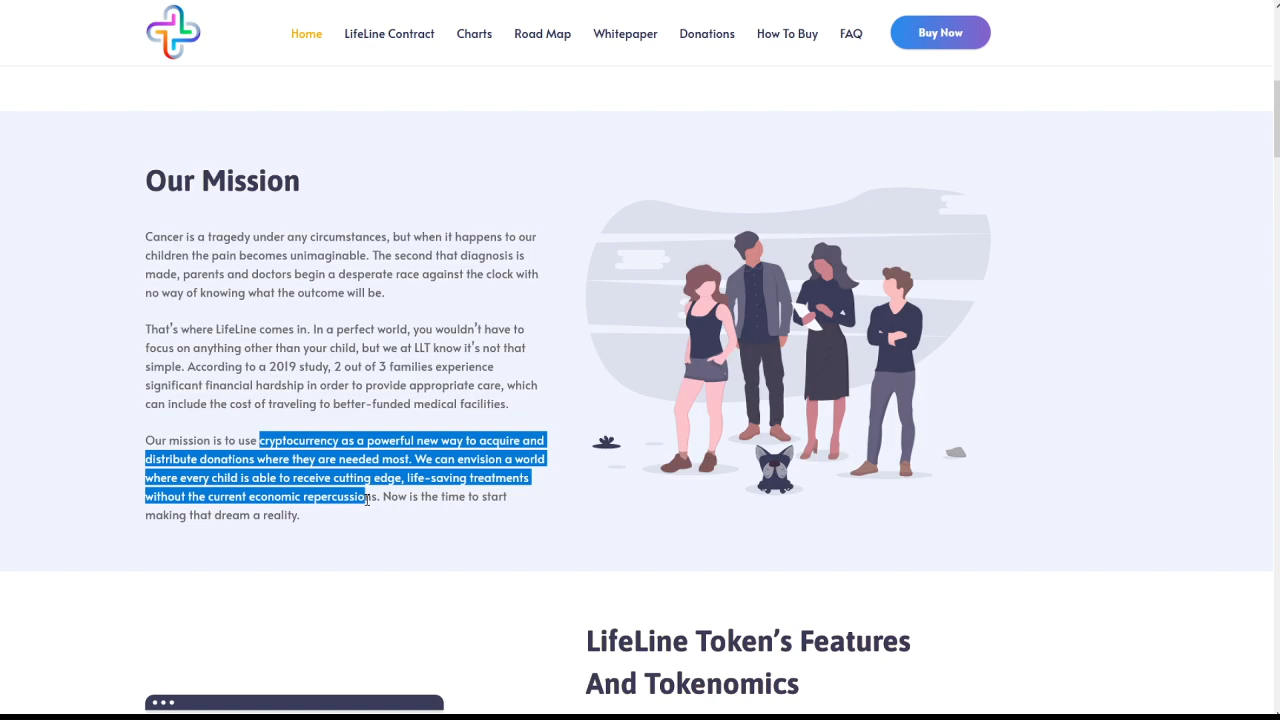 Home LifeLine Contract Charts Road Map Whitepaper Donations How To Buy FAQ Buy Now
Our Mission
Cancer is a tragedy under any circumstances, but when it happens to our
children the pain becomes unimaginable. The second that diagnosis is
made, parents and doctors begin a desperate race against the clock with
no way of knowing what the outcome will be.
That's where LifeLine comes in. In a perfect world, you wouldn't have to
focus on anything other than your child, but we at LLT know it's not that
simple. According to a 2019 study, 2 out of 3 families experience
significant financial hardship in order to provide appropriate care, which
can include the cost of traveling to better-funded medical facilities.
Our mission is to use cryptocurrency as a powerful new way to acquire and
distribute donations where they are needed most. We can envision a world
where every child is able to receive cutting edge, life-saving treatments
without the current economic repercussions. Now is the time to start
making that dream a reality.
LifeLine Token's Features
And Tokenomics